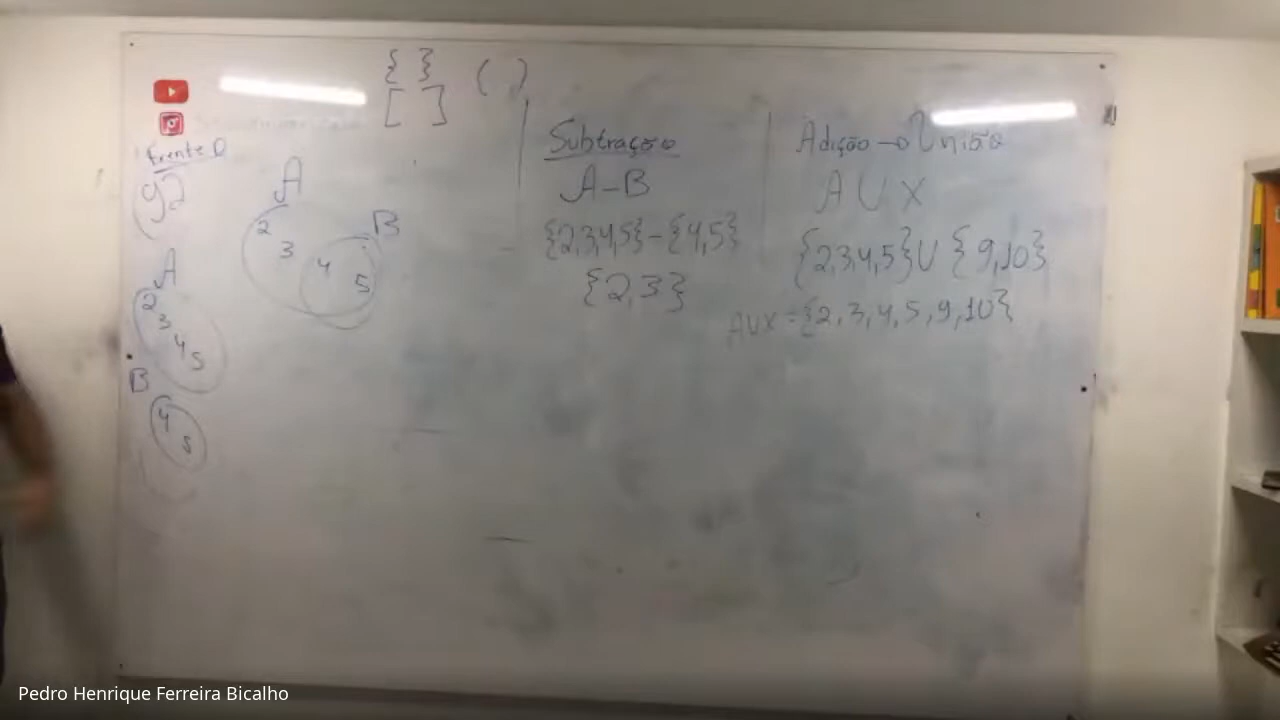 { } ( )
[ ]
Frente D
92
A
2
3
4
5
B
4
5
A
B
2
3
4
5
Subtração
A-B
{2,3,4,5}-{4,5}
{2,3}
Adição → União
A U X
{2,3,4,5}U{9,10}
AUX={2,3,4,5,9,10}
Pedro Henrique Ferreira Bicalho